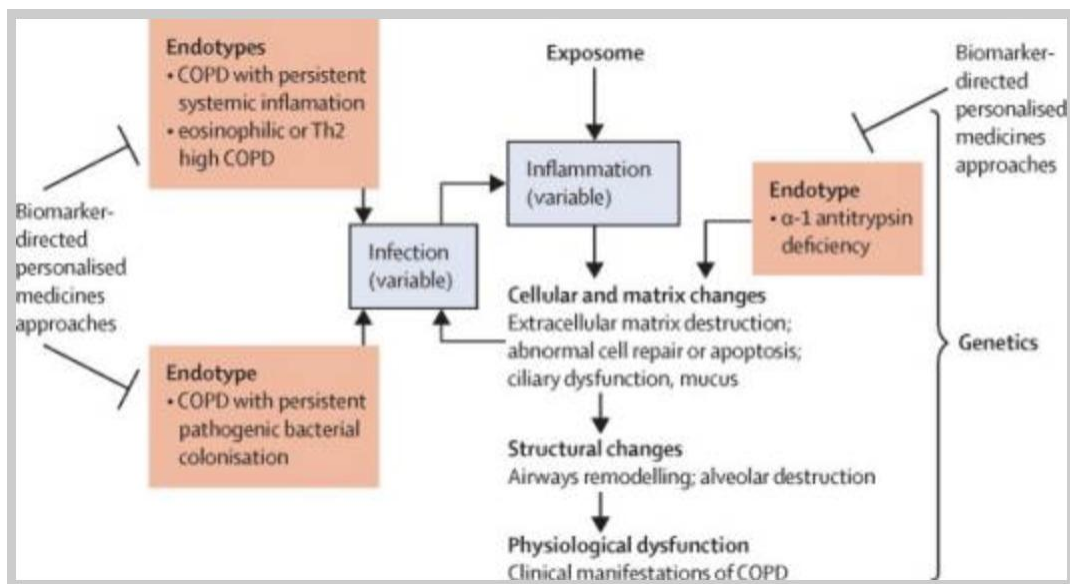 Endotypes
• COPD with persistent
systemic inflamation
• eosinophilic or Th2
high COPD
Biomarker-
directed
personalised
medicines
approaches
Endotype
• COPD with persistent
pathogenic bacterial
colonisation
Infection
(variable)
Exposome
Inflammation
(variable)
Cellular and matrix changes
Extracellular matrix destruction;
abnormal cell repair or apoptosis;
ciliary dysfunction, mucus
Structural changes
Airways remodelling; alveolar destruction
Physiological dysfunction
Clinical manifestations of COPD
Endotype
• α-1 antitrypsin
deficiency
Biomarker-
directed
personalised
medicines
approaches
Genetics